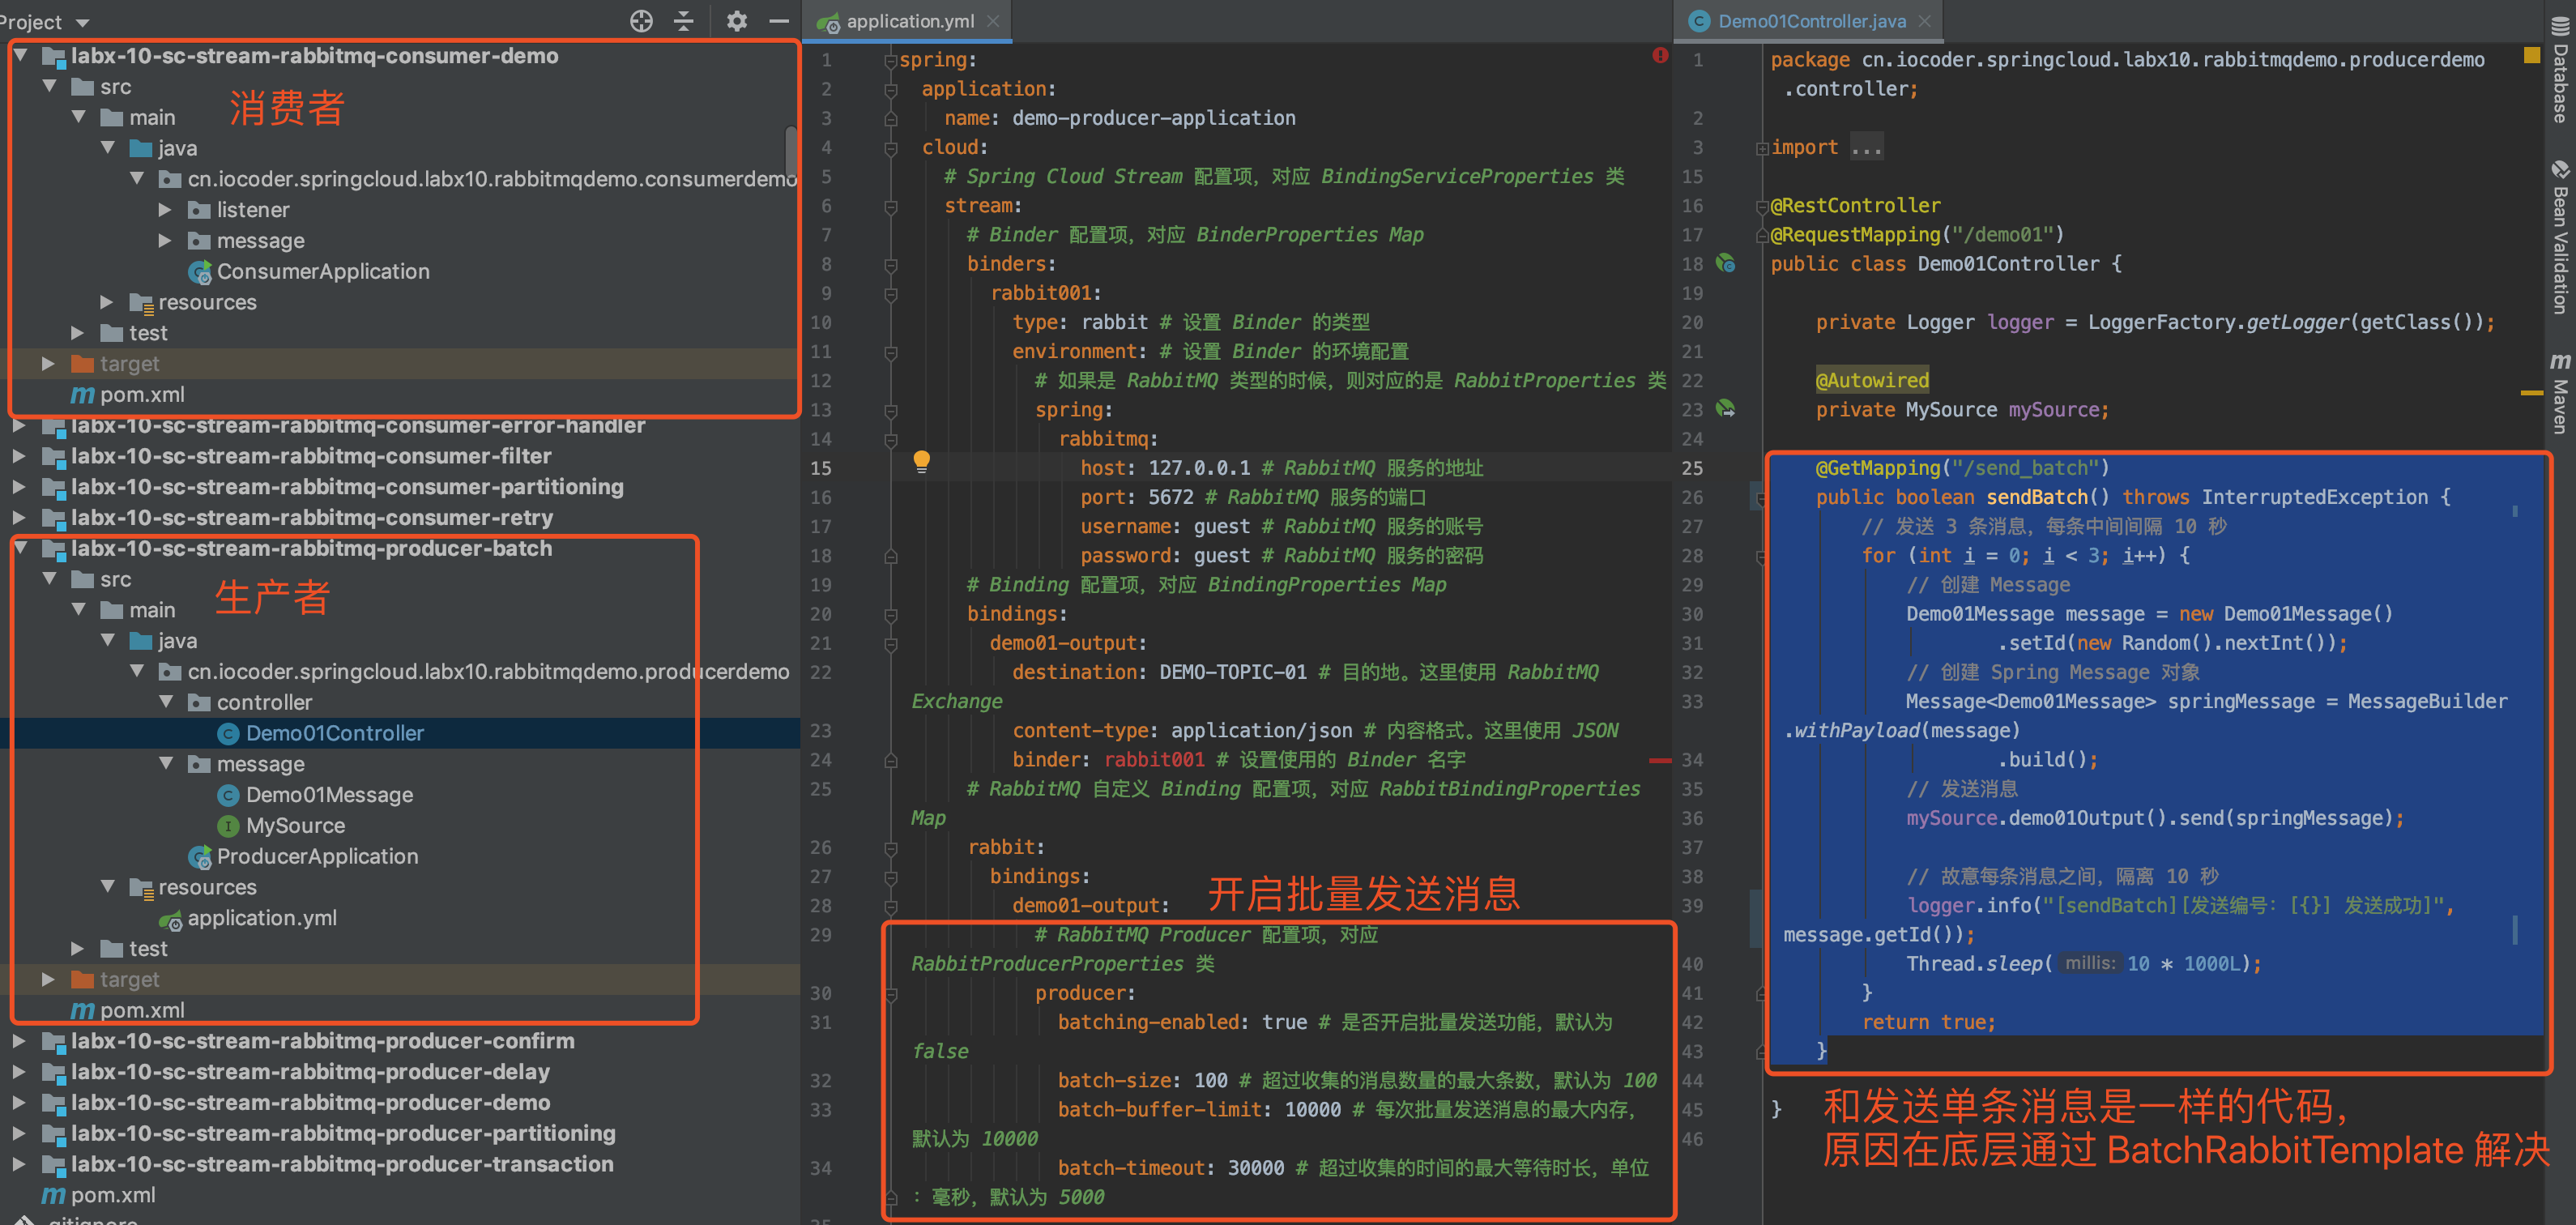 Project
labx-10-sc-stream-rabbitmq-consumer-demo
src
消费者
main
java
cn.iocoder.springcloud.labx10.rabbitmqdemo.consumerdemo
listener
message
ConsumerApplication
resources
test
target
pom.xml
labx-10-sc-stream-rabbitmq-consumer-error-handler
labx-10-sc-stream-rabbitmq-consumer-filter
labx-10-sc-stream-rabbitmq-consumer-partitioning
labx-10-sc-stream-rabbitmq-consumer-retry
labx-10-sc-stream-rabbitmq-producer-batch
src
生产者
main
java
cn.iocoder.springcloud.labx10.rabbitmqdemo.producerdemo
controller
Demo01Controller
message
Demo01Message
MySource
ProducerApplication
resources
application.yml
test
target
pom.xml
labx-10-sc-stream-rabbitmq-producer-confirm
labx-10-sc-stream-rabbitmq-producer-delay
labx-10-sc-stream-rabbitmq-producer-demo
labx-10-sc-stream-rabbitmq-producer-partitioning
labx-10-sc-stream-rabbitmq-producer-transaction
pom.xml
.gitignore
application.yml
1 spring:
2 application:
3 name: demo-producer-application
4 cloud:
5 # Spring Cloud Stream 配置项，对应 BindingServiceProperties 类
6 stream:
7 # Binder 配置项，对应 BinderProperties Map
8 binders:
9 rabbit001:
10 type: rabbit # 设置 Binder 的类型
11 environment: # 设置 Binder 的环境配置
12 # 如果是 RabbitMQ 类型的时候，则对应的是 RabbitProperties 类
13 spring:
14 rabbitmq:
15 host: 127.0.0.1 # RabbitMQ 服务的地址
16 port: 5672 # RabbitMQ 服务的端口
17 username: guest # RabbitMQ 服务的账号
18 password: guest # RabbitMQ 服务的密码
19 # Binding 配置项，对应 BindingProperties Map
20 bindings:
21 demo01-output:
22 destination: DEMO-TOPIC-01 # 目的地。这里使用 RabbitMQ
Exchange
23 content-type: application/json # 内容格式。这里使用 JSON
24 binder: rabbit001 # 设置使用的 Binder 名字
25 # RabbitMQ 自定义 Binding 配置项，对应 RabbitBindingProperties
Map
26 rabbit:
27 bindings:
28 demo01-output:
开启批量发送消息
29 # RabbitMQ Producer 配置项，对应
RabbitProducerProperties 类
30 producer:
31 batching-enabled: true # 是否开启批量发送功能，默认为
false
32 batch-size: 100 # 超过收集的消息数量的最大条数，默认为 100
33 batch-buffer-limit: 10000 # 每次批量发送消息的最大内存，
默认为 10000
34 batch-timeout: 30000 # 超过收集的时间的最大等待时长，单位
：毫秒，默认为 5000
35
Demo01Controller.java
1 package cn.iocoder.springcloud.labx10.rabbitmqdemo.producerdemo
.controller;
2
3 import ...
15
16 @RestController
17 @RequestMapping("/demo01")
18 public class Demo01Controller {
19
20 private Logger logger = LoggerFactory.getLogger(getClass());
21
22 @Autowired
23 private MySource mySource;
24
25 @GetMapping("/send_batch")
26 public boolean sendBatch() throws InterruptedException {
27 // 发送 3 条消息，每条中间间隔 10 秒
28 for (int i = 0; i < 3; i++) {
29 // 创建 Message
30 Demo01Message message = new Demo01Message()
31 .setId(new Random().nextInt());
32 // 创建 Spring Message 对象
33 Message<Demo01Message> springMessage = MessageBuilder
.withPayload(message)
34 .build();
35 // 发送消息
36 mySource.demo01Output().send(springMessage);
37
38 // 故意每条消息之间，隔离 10 秒
39 logger.info("[sendBatch][发送编号：[{}] 发送成功]",
message.getId());
40 Thread.sleep( millis: 10 * 1000L);
41 }
42 return true;
43 }
44
45 }
46
和发送单条消息是一样的代码，
原因在底层通过 BatchRabbitTemplate 解决
Database
Bean Validation
Maven